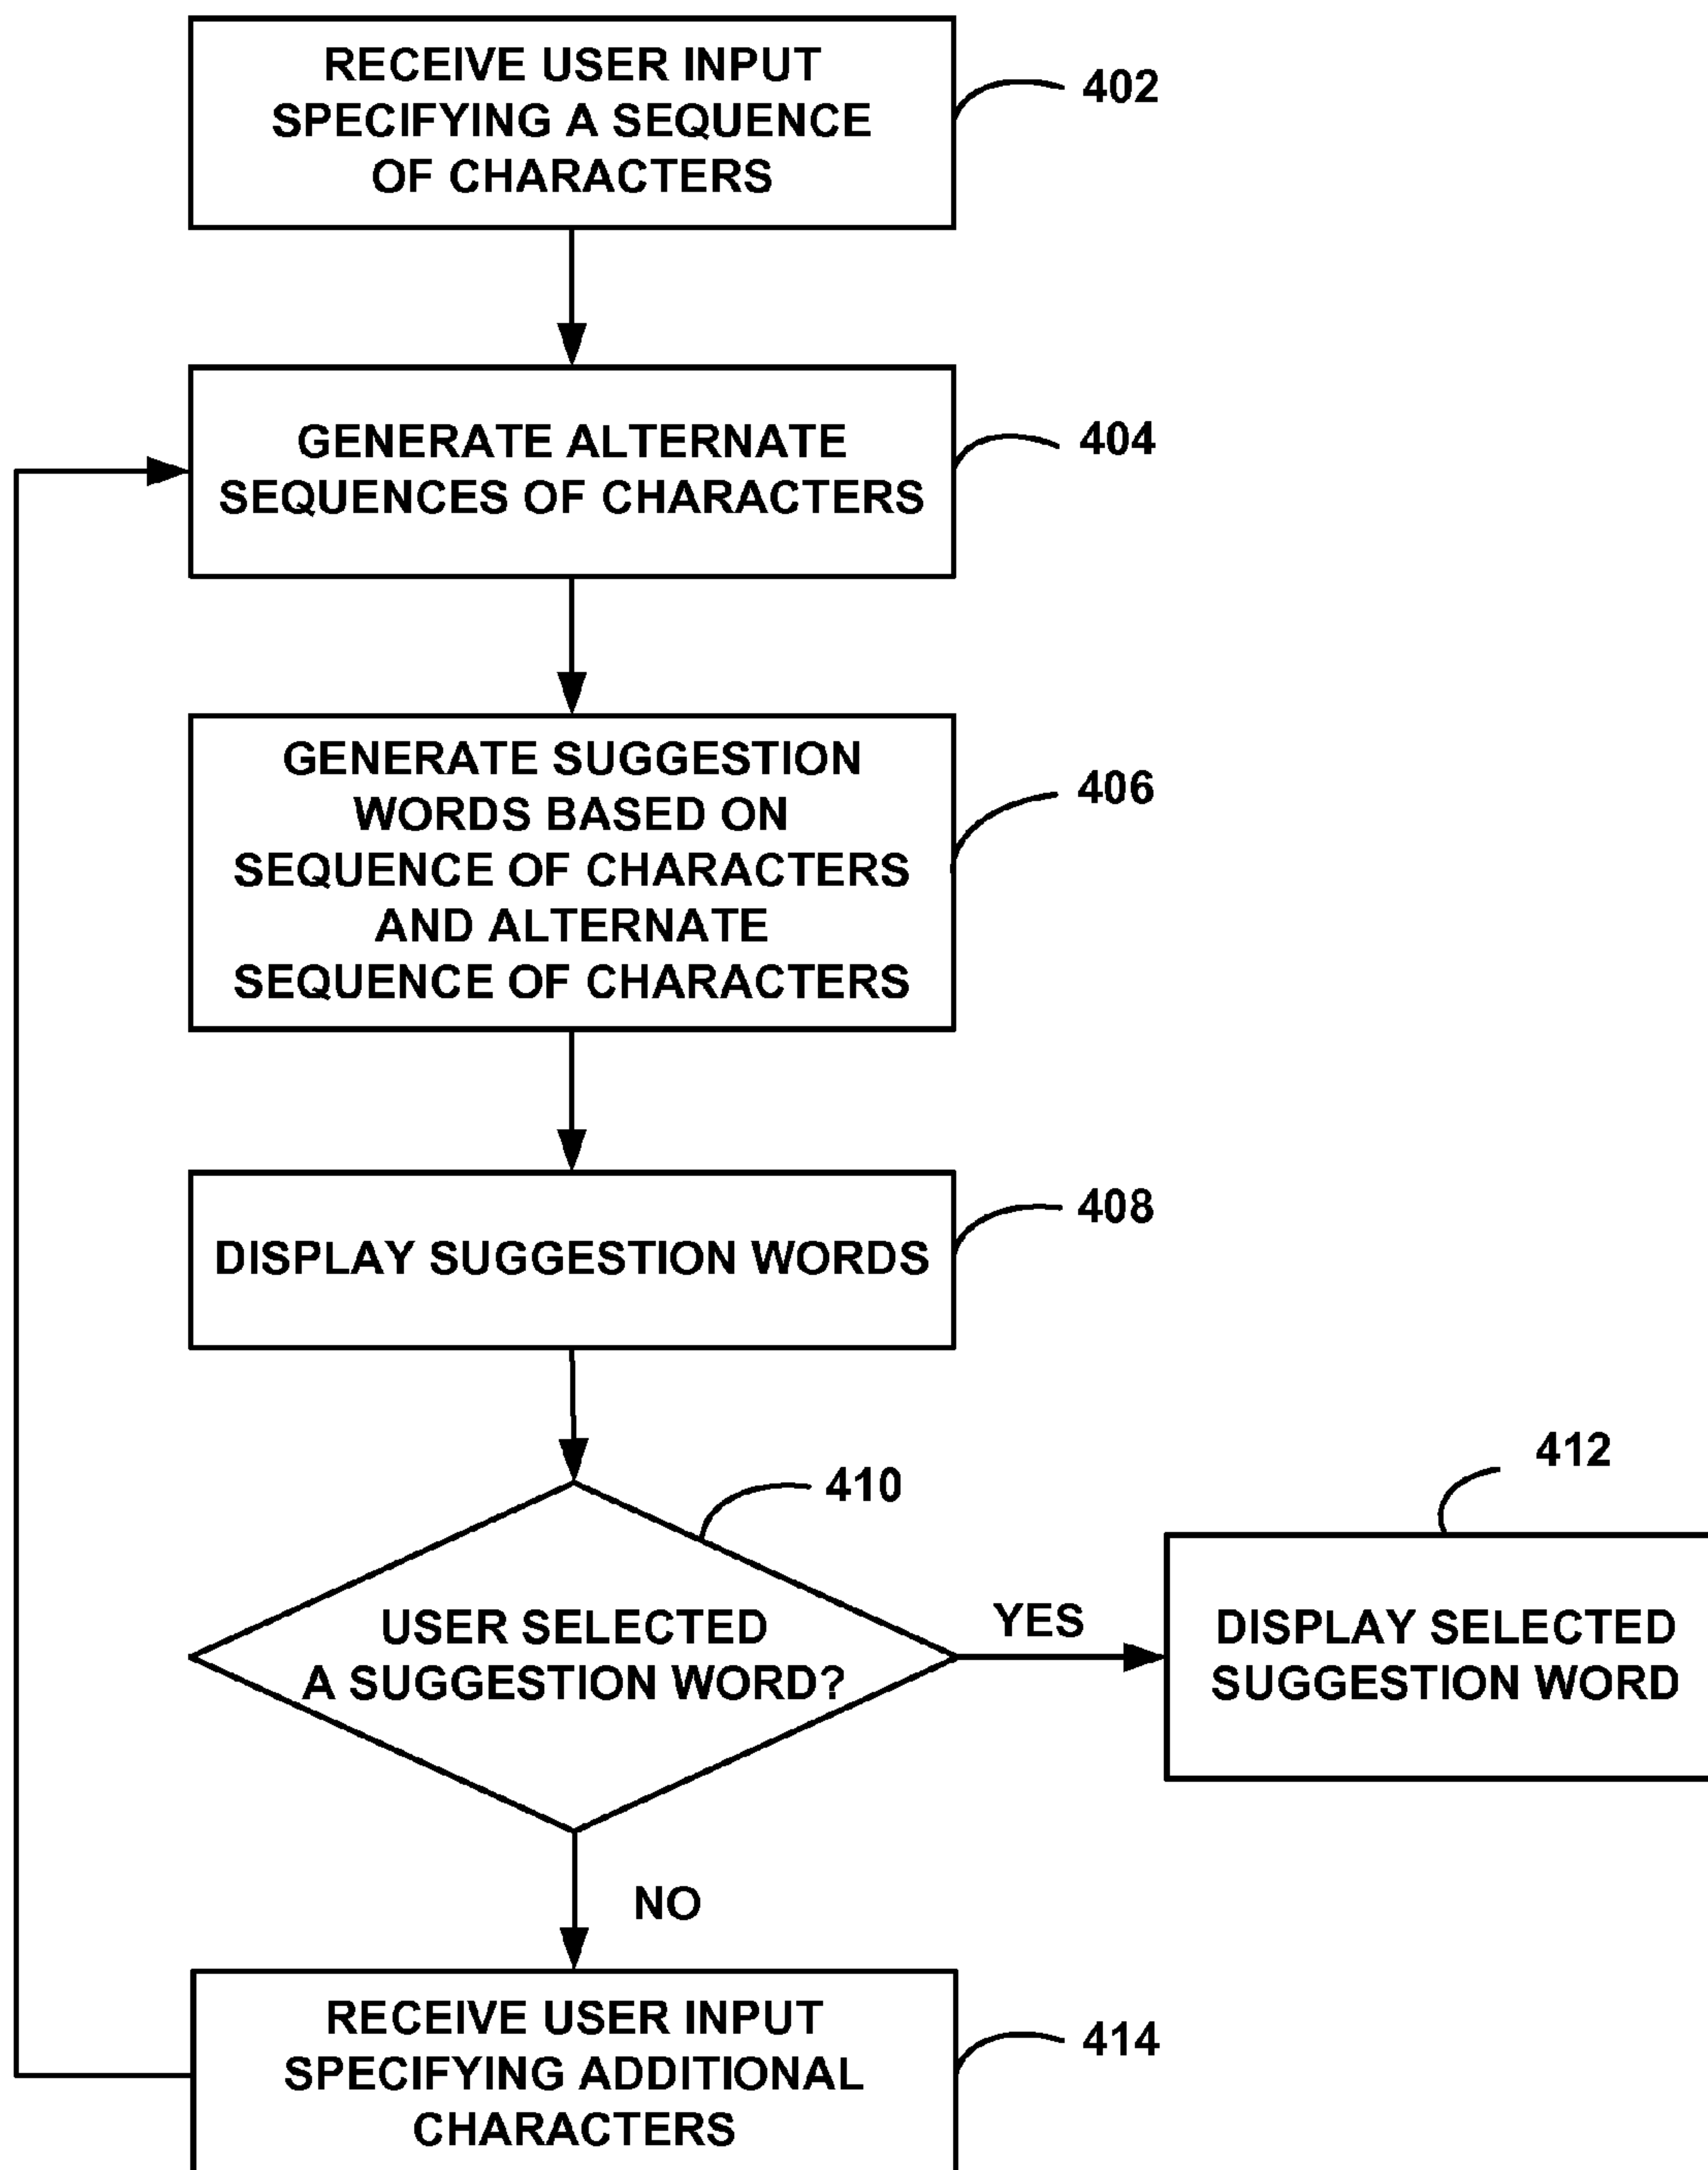 RECEIVE USER INPUT
SPECIFYING A SEQUENCE
OF CHARACTERS
402
GENERATE ALTERNATE
SEQUENCES OF CHARACTERS
404
GENERATE SUGGESTION
WORDS BASED ON
SEQUENCE OF CHARACTERS
AND ALTERNATE
SEQUENCE OF CHARACTERS
406
DISPLAY SUGGESTION WORDS
408
USER SELECTED
A SUGGESTION WORD?
410
YES
DISPLAY SELECTED
SUGGESTION WORD
412
NO
RECEIVE USER INPUT
SPECIFYING ADDITIONAL
CHARACTERS
414